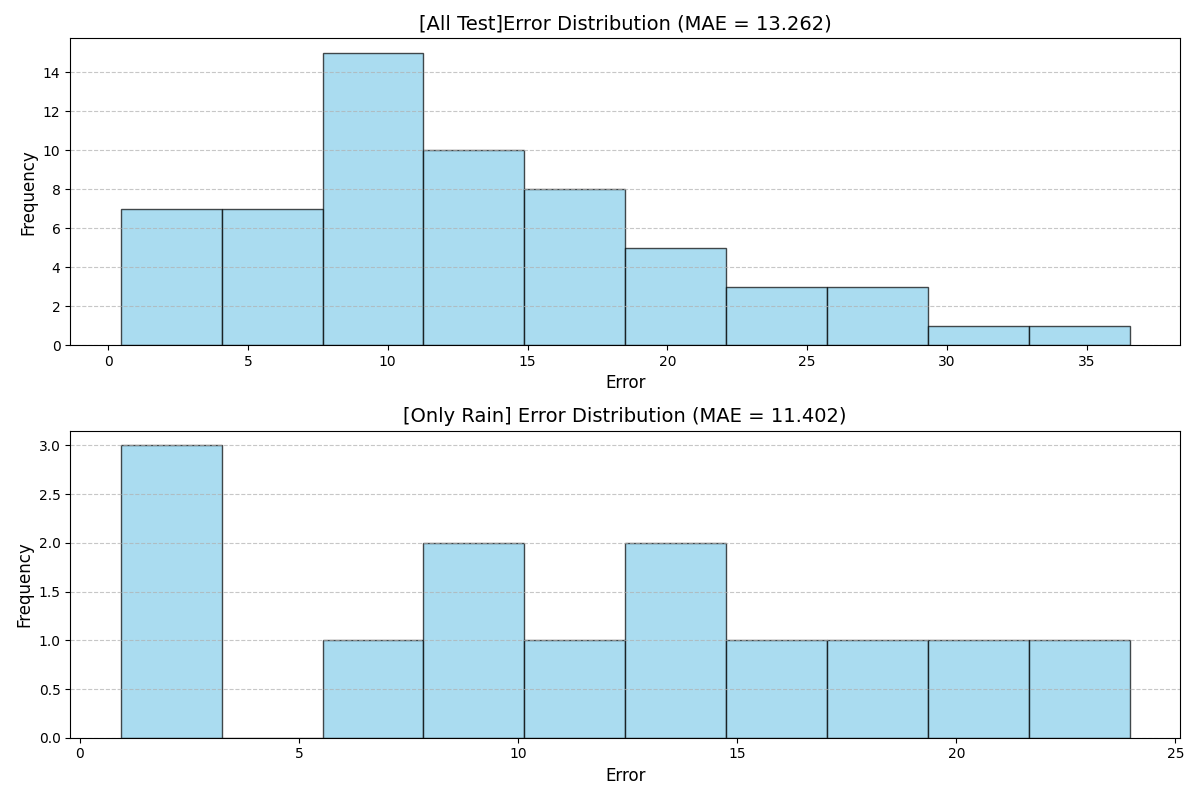 [All Test]Error Distribution (MAE = 13.262)
Frequency
14
12
10
8
6
4
2
0
0 5 10 15 20 25 30 35
Error
[Only Rain] Error Distribution (MAE = 11.402)
Frequency
3.0
2.5
2.0
1.5
1.0
0.5
0.0
0 5 10 15 20 25
Error